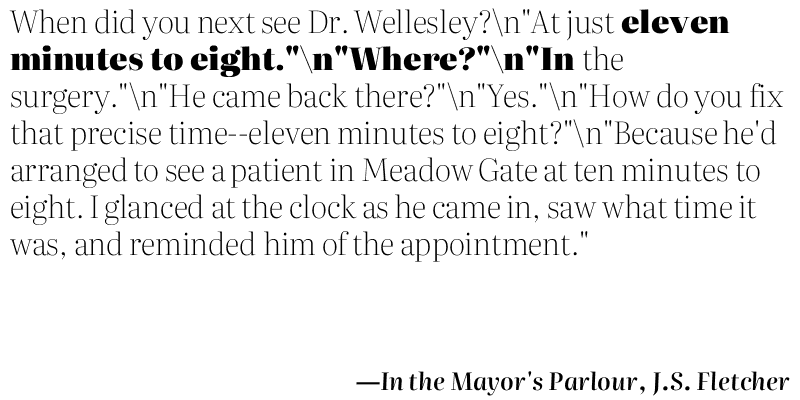 When did you next see Dr. Wellesley?\n"At just eleven
minutes to eight."\n"Where?"\n"In the
surgery."\n"He came back there?"\n"Yes."\n"How do you fix
that precise time--eleven minutes to eight?"\n"Because he'd
arranged to see a patient in Meadow Gate at ten minutes to
eight. I glanced at the clock as he came in, saw what time it
was, and reminded him of the appointment."
—In the Mayor's Parlour, J.S. Fletcher